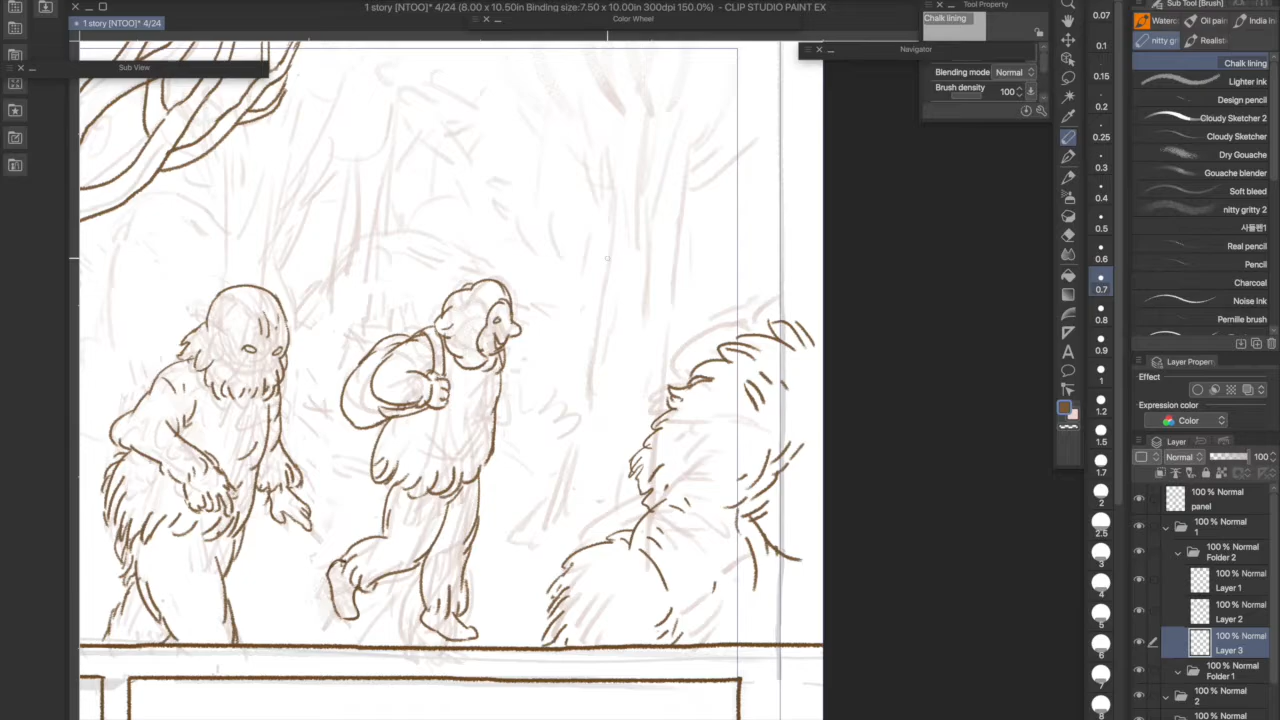 1 story [NTOO]* 4/24 (8.00 x 10.50in Binding size:7.50 x 10.00in 300dpi 150.0%) - CLIP STUDIO PAINT EX
1 story [NTOO]* 4/24
Color Wheel
Sub View
Tool Property
Chalk lining
Navigator
Blending mode Normal
Brush density 100
0.07
0.1
0.15
0.2
0.25
0.3
0.4
0.5
0.6
0.7
0.8
0.9
1
1.2
1.5
1.7
2
2.5
3
4
5
6
7
8
Sub Tool [Brush]
Waterc Oil pain India in
nitty gr Realist
Chalk lining
Lighter ink
Design pencil
Cloudy Sketcher 2
Cloudy Sketcher
Dry Gouache
Gouache blender
Soft bleed
nitty gritty 2
사들펜1
Real pencil
Pencil
Charcoal
Noise ink
Pernille brush
Layer Propert
Effect
Expression color
Color
Layer
Normal 100
100 % Normal
panel
100 % Normal
1
100 % Normal
Folder 2
100 % Normal
Layer 1
100 % Normal
Layer 2
100 % Normal
Layer 3
100 % Normal
Folder 1
100 % Normal
2
100 % Normal